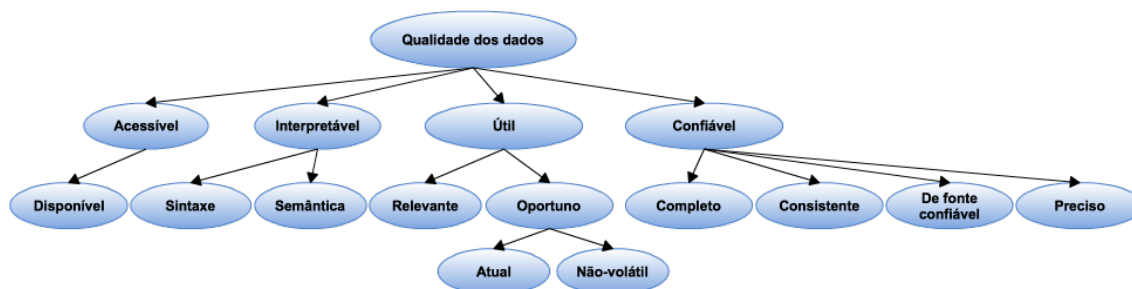 Qualidade dos dados
Acessível
Interpretável
Útil
Confiável
Disponível
Sintaxe
Semântica
Relevante
Oportuno
Completo
Consistente
De fonte
confiável
Preciso
Atual
Não-volátil